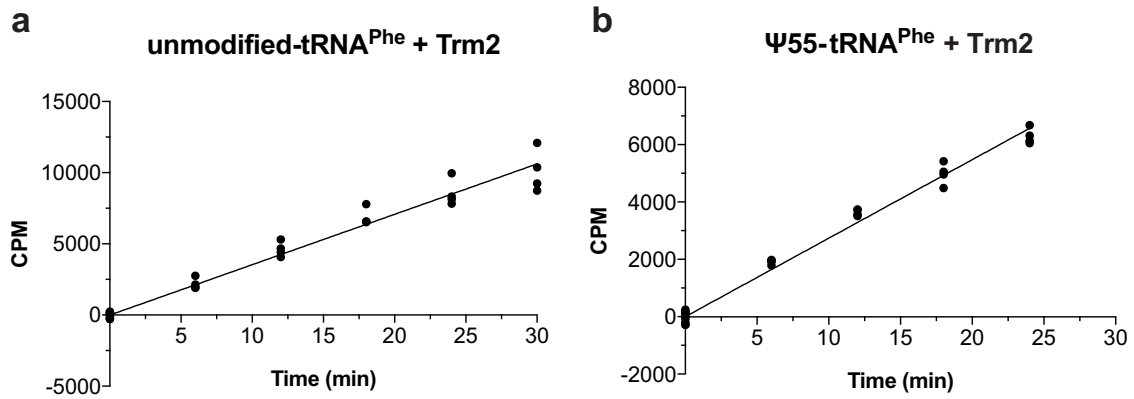 a
unmodified-tRNAPhe + Trm2
15000
10000
5000
0
-5000
CPM
5 10 15 20 25 30
Time (min)
b
Ψ55-tRNAPhe + Trm2
8000
6000
4000
2000
0
-2000
CPM
5 10 15 20 25 30
Time (min)